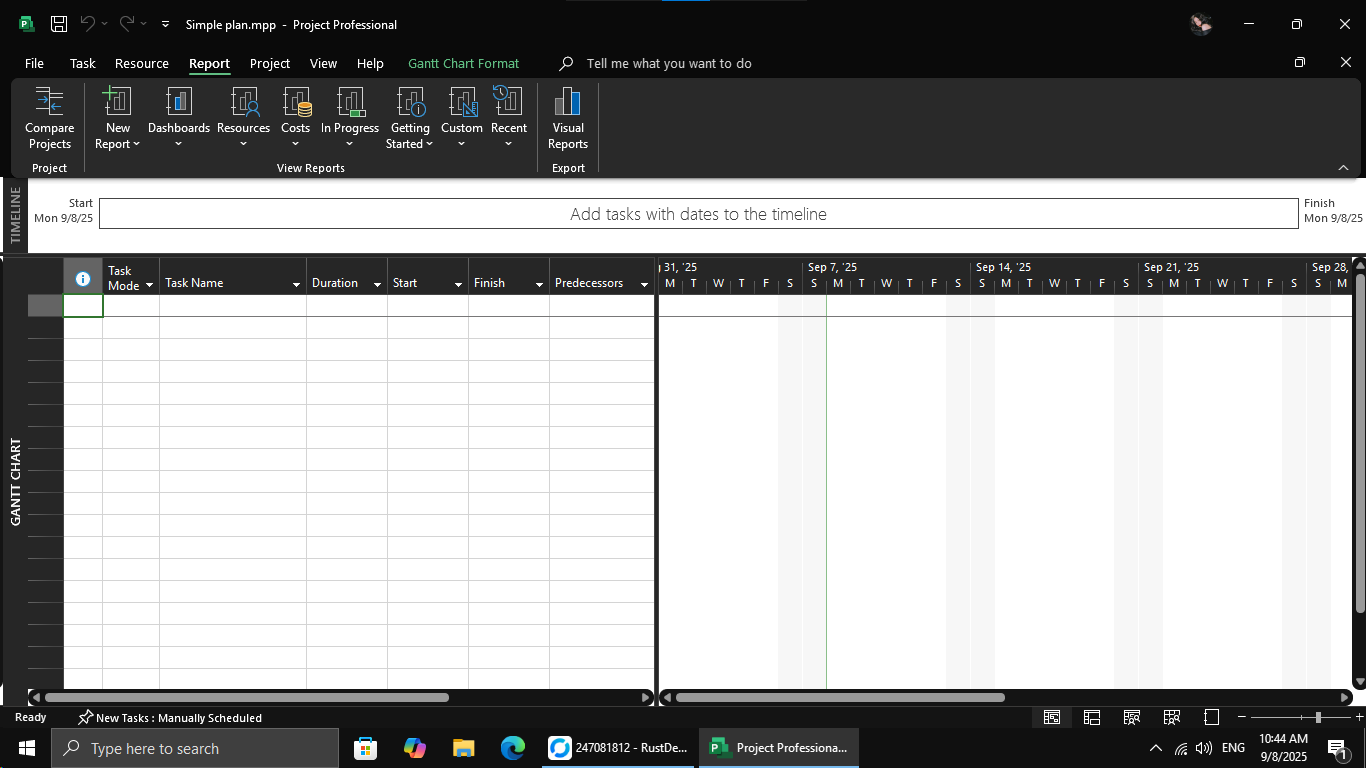 Simple plan.mpp - Project Professional
File Task Resource Report Project View Help Gantt Chart Format Tell me what you want to do
Compare Projects
New Report
Dashboards
Resources
Costs
In Progress
Getting Started
Custom
Recent
Visual Reports
Project View Reports Export
TIMELINE
Start
Mon 9/8/25
Add tasks with dates to the timeline
Finish
Mon 9/8/25
Task Mode Task Name Duration Start Finish Predecessors
31, '25 Sep 7, '25 Sep 14, '25 Sep 21, '25 Sep 28,
M T W T F S S M T W T F S S M T W T F S S M T W T F S S M
GANTT CHART
Ready New Tasks : Manually Scheduled
Type here to search
247081812 - RustDe...
Project Professiona...
ENG
10:44 AM
9/8/2025
1